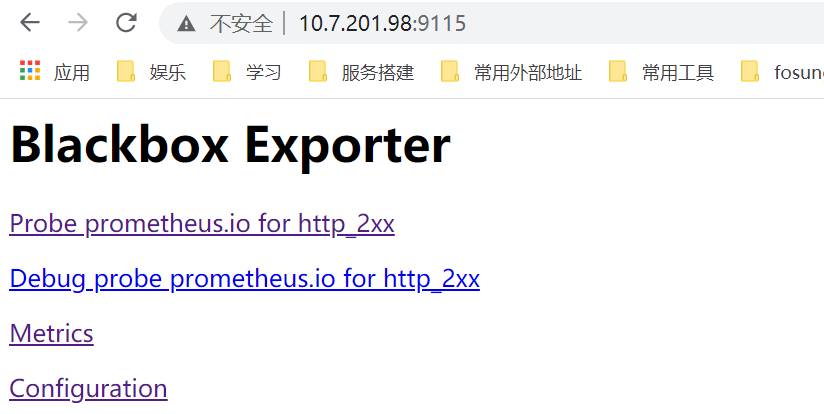 不安全 10.7.201.98:9115
应用 娱乐 学习 服务搭建 常用外部地址 常用工具 fosun
Blackbox Exporter
Probe prometheus.io for http_2xx
Debug probe prometheus.io for http_2xx
Metrics
Configuration